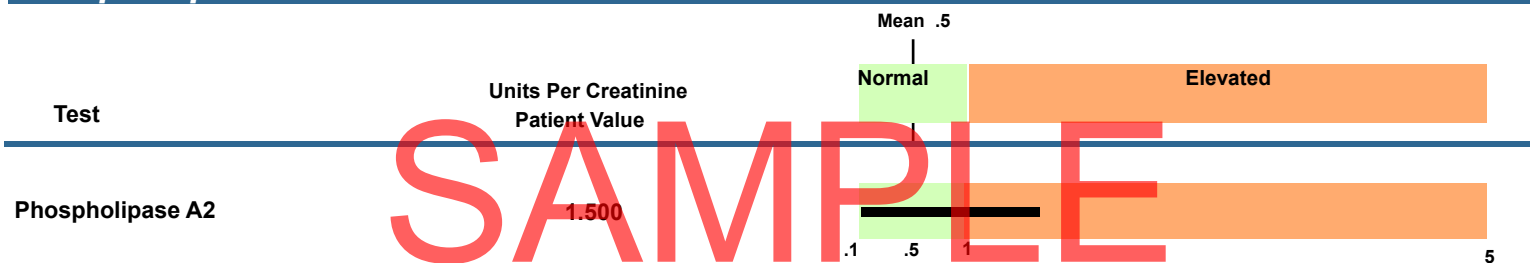 Mean .5
Normal Elevated
Units Per Creatinine
Test
Patient Value
SAMPLE
Phospholipase A2 1.500
.1 .5 1 5